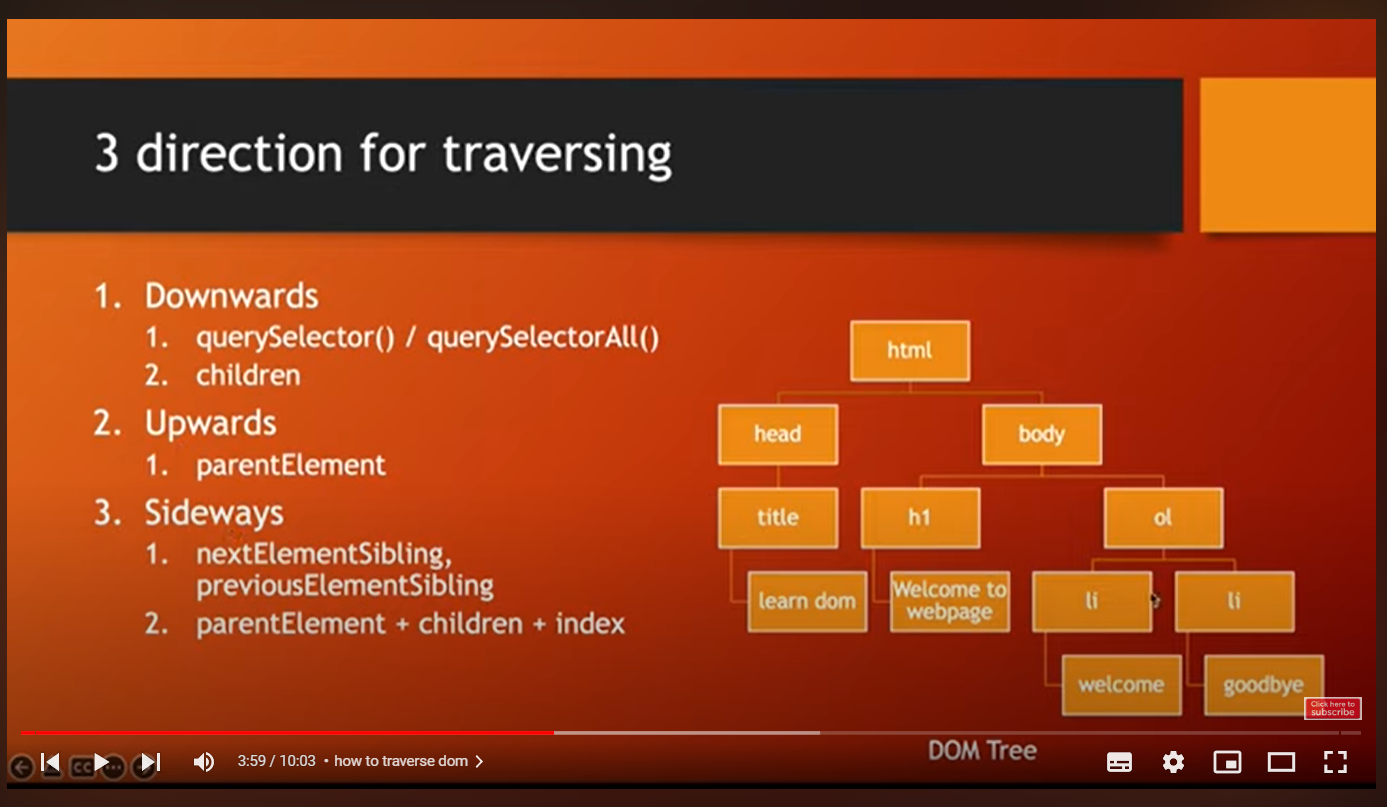 3 direction for traversing
1. Downwards
1. querySelector() / querySelectorAll()
2. children
2. Upwards
1. parentElement
3. Sideways
1. nextElementSibling,
previousElementSibling
2. parentElement + children + index
html
head
body
title
h1
ol
learn dom
Welcome to
webpage
li
li
welcome
goodbye
Click here to
subscribe
DOM Tree
CC
3:59 / 10:03 • how to traverse dom